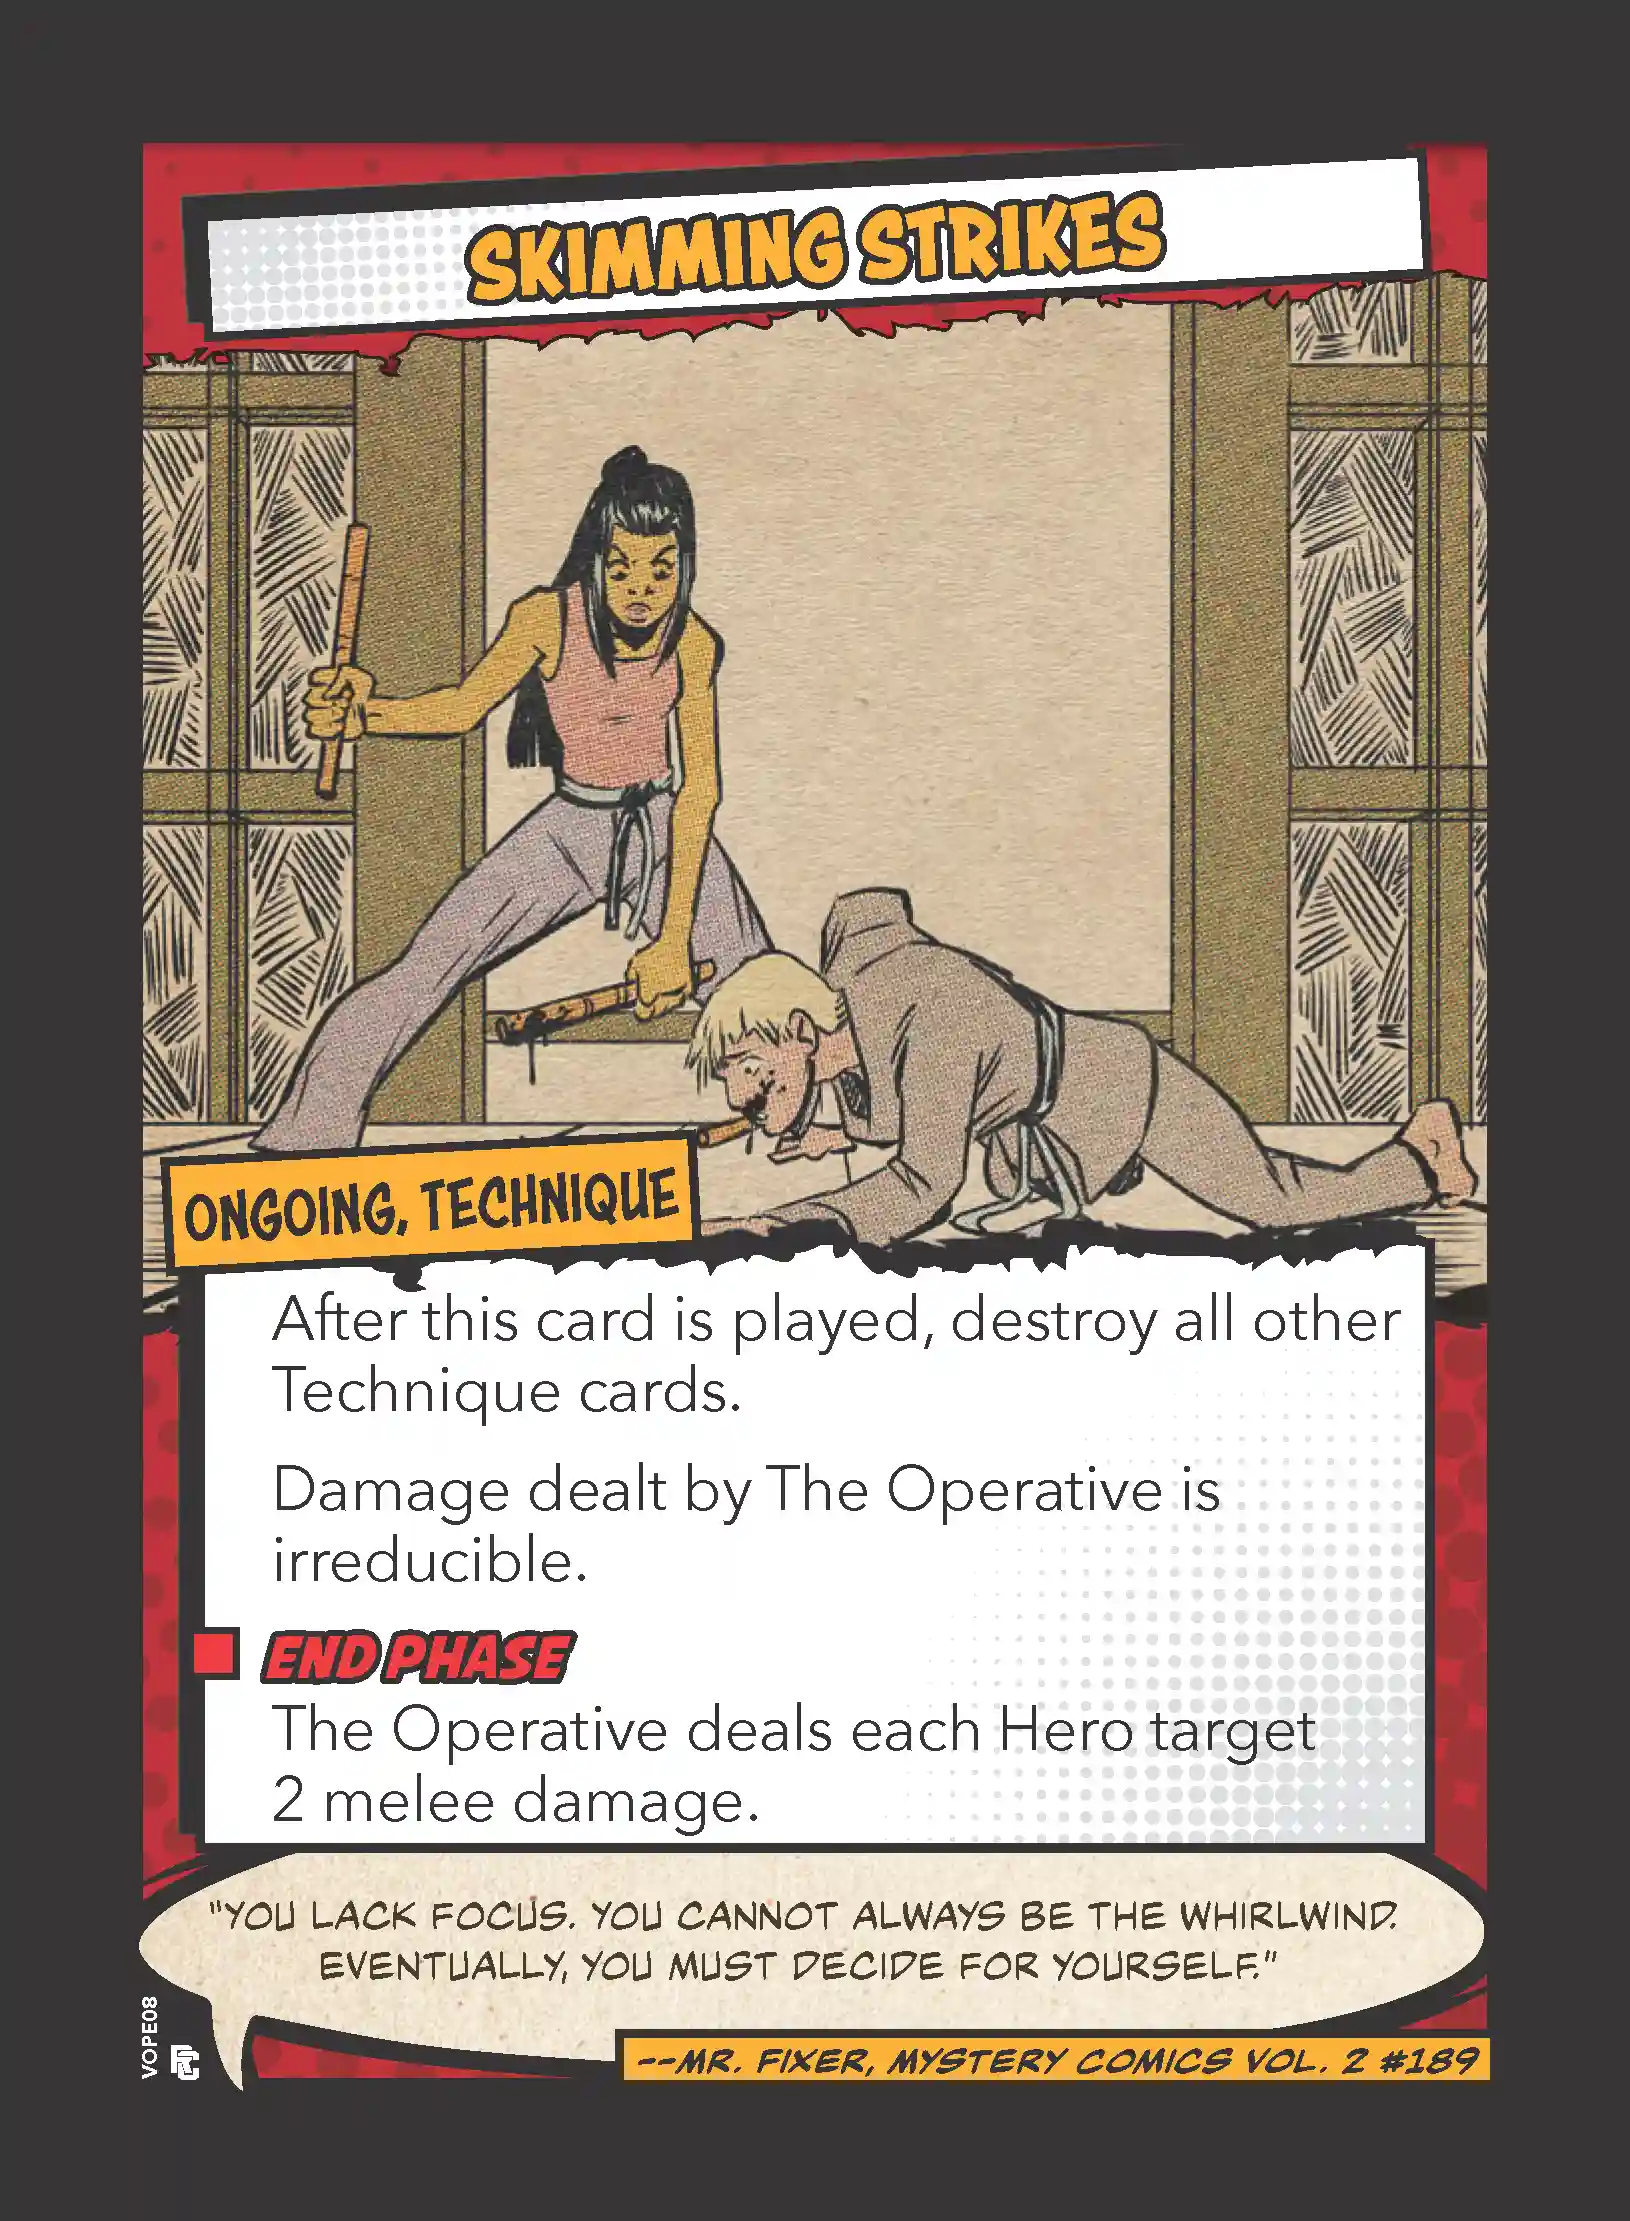 SKIMMING STRIKES
ONGOING, TECHNIQUE
After this card is played, destroy all other
Technique cards.
Damage dealt by The Operative is
irreducible.
END PHASE
The Operative deals each Hero target
2 melee damage.
"YOU LACK FOCUS. YOU CANNOT ALWAYS BE THE WHIRLWIND.
EVENTUALLY, YOU MUST DECIDE FOR YOURSELF."
--MR. FIXER, MYSTERY COMICS VOL. 2 #189
VOPE08